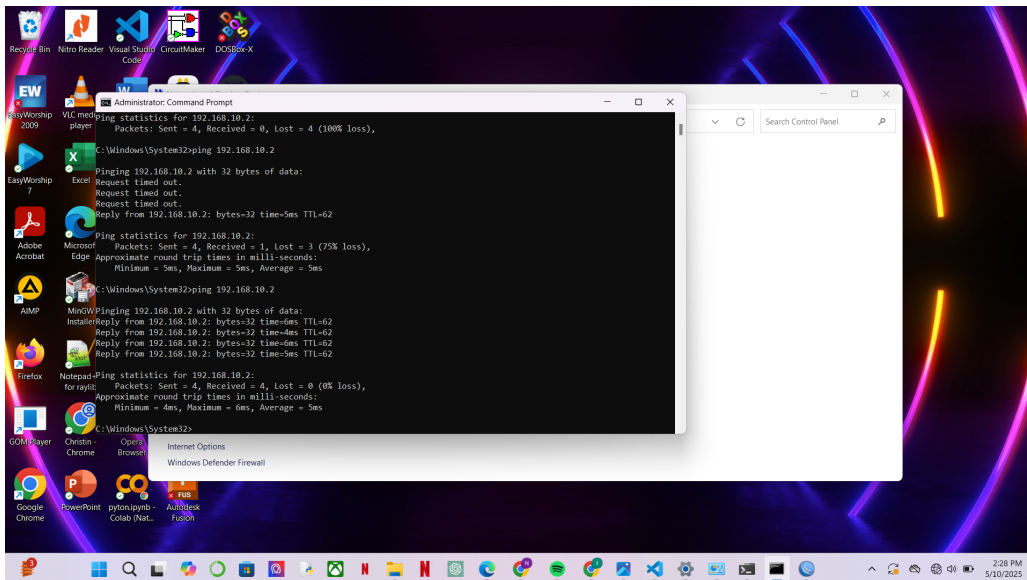 Recycle Bin
Nitro Reader
Visual Studio
Code
CircuitMaker
DOSBox-X
EasyWorship
2009
VLC medi
player
EasyWorship
7
Excel
Adobe
Acrobat
Microsof
Edge
AIMP
MinGW
Installer
Firefox
Notepad+
for raylib
GOM Player
Christin -
Chrome
Opera
Browser
Google
Chrome
PowerPoint
pyton.ipynb -
Colab (Nat...
Autodesk
Fusion
FUS
Administrator: Command Prompt
Ping statistics for 192.168.10.2:
Packets: Sent = 4, Received = 0, Lost = 4 (100% loss),
C:\Windows\System32>ping 192.168.10.2
Pinging 192.168.10.2 with 32 bytes of data:
Request timed out.
Request timed out.
Request timed out.
Reply from 192.168.10.2: bytes=32 time=5ms TTL=62
Ping statistics for 192.168.10.2:
Packets: Sent = 4, Received = 1, Lost = 3 (75% loss),
Approximate round trip times in milli-seconds:
Minimum = 5ms, Maximum = 5ms, Average = 5ms
C:\Windows\System32>ping 192.168.10.2
Pinging 192.168.10.2 with 32 bytes of data:
Reply from 192.168.10.2: bytes=32 time=6ms TTL=62
Reply from 192.168.10.2: bytes=32 time=4ms TTL=62
Reply from 192.168.10.2: bytes=32 time=6ms TTL=62
Reply from 192.168.10.2: bytes=32 time=5ms TTL=62
Ping statistics for 192.168.10.2:
Packets: Sent = 4, Received = 4, Lost = 0 (0% loss),
Approximate round trip times in milli-seconds:
Minimum = 4ms, Maximum = 6ms, Average = 5ms
C:\Windows\System32>
Search Control Panel
Internet Options
Windows Defender Firewall
2:28 PM
5/10/2025